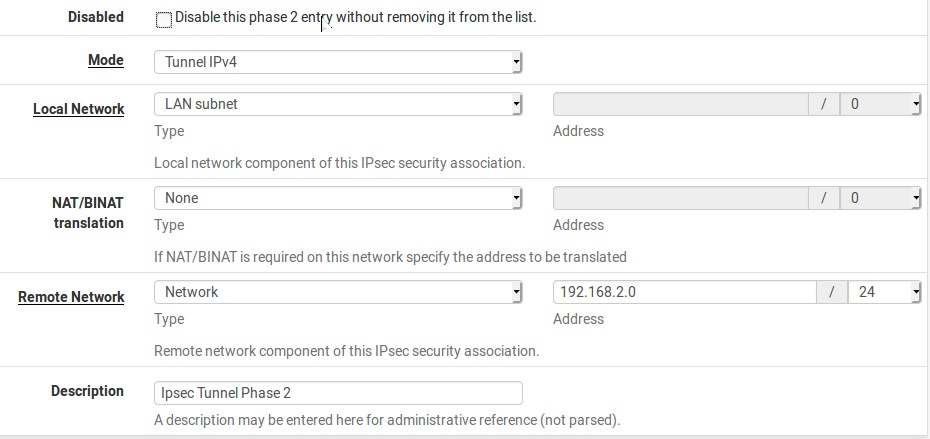 Disabled Disable this phase 2 entry without removing it from the list.
Mode Tunnel IPv4
Local Network LAN subnet / 0
Type Address
Local network component of this IPsec security association.
NAT/BINAT translation None / 0
Type Address
If NAT/BINAT is required on this network specify the address to be translated
Remote Network Network 192.168.2.0 / 24
Type Address
Remote network component of this IPsec security association.
Description Ipsec Tunnel Phase 2
A description may be entered here for administrative reference (not parsed).